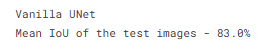 Vanilla UNet
Mean IoU of the test images - 83.0%